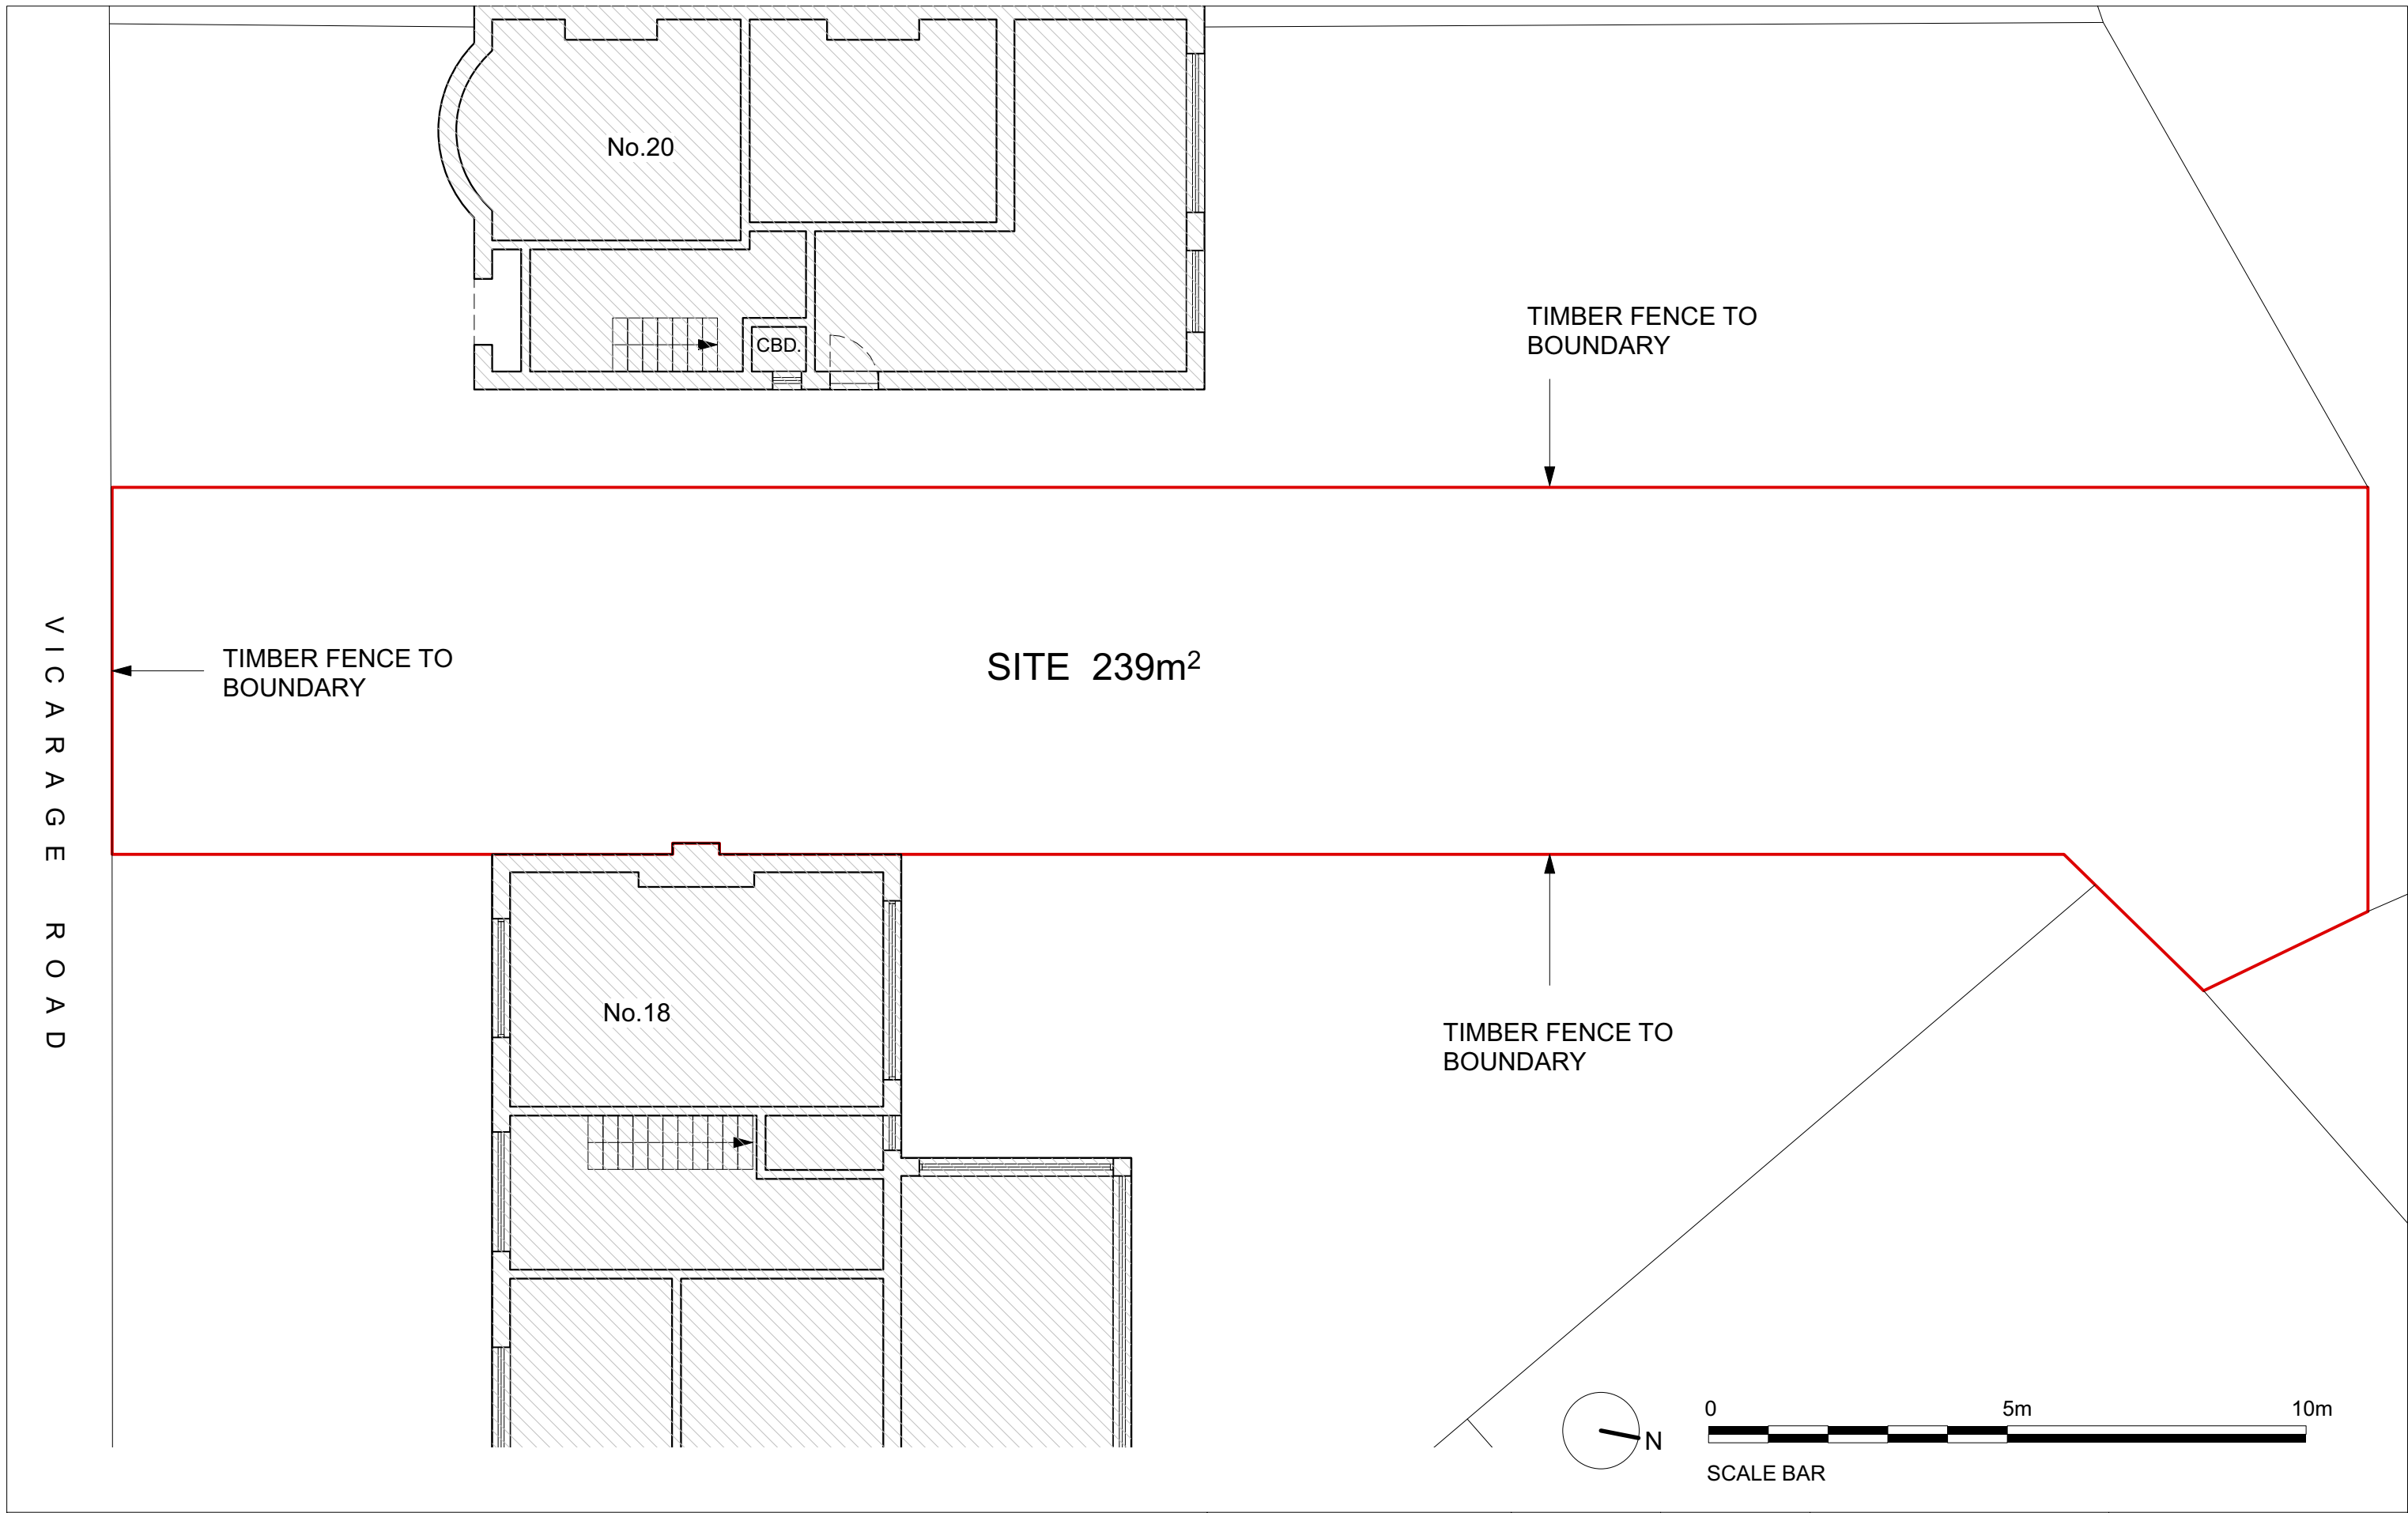 No.20
CBD.
TIMBER FENCE TO
BOUNDARY
VICARAGE ROAD
TIMBER FENCE TO
BOUNDARY
SITE 239m²
No.18
TIMBER FENCE TO
BOUNDARY
N
0 5m 10m
SCALE BAR